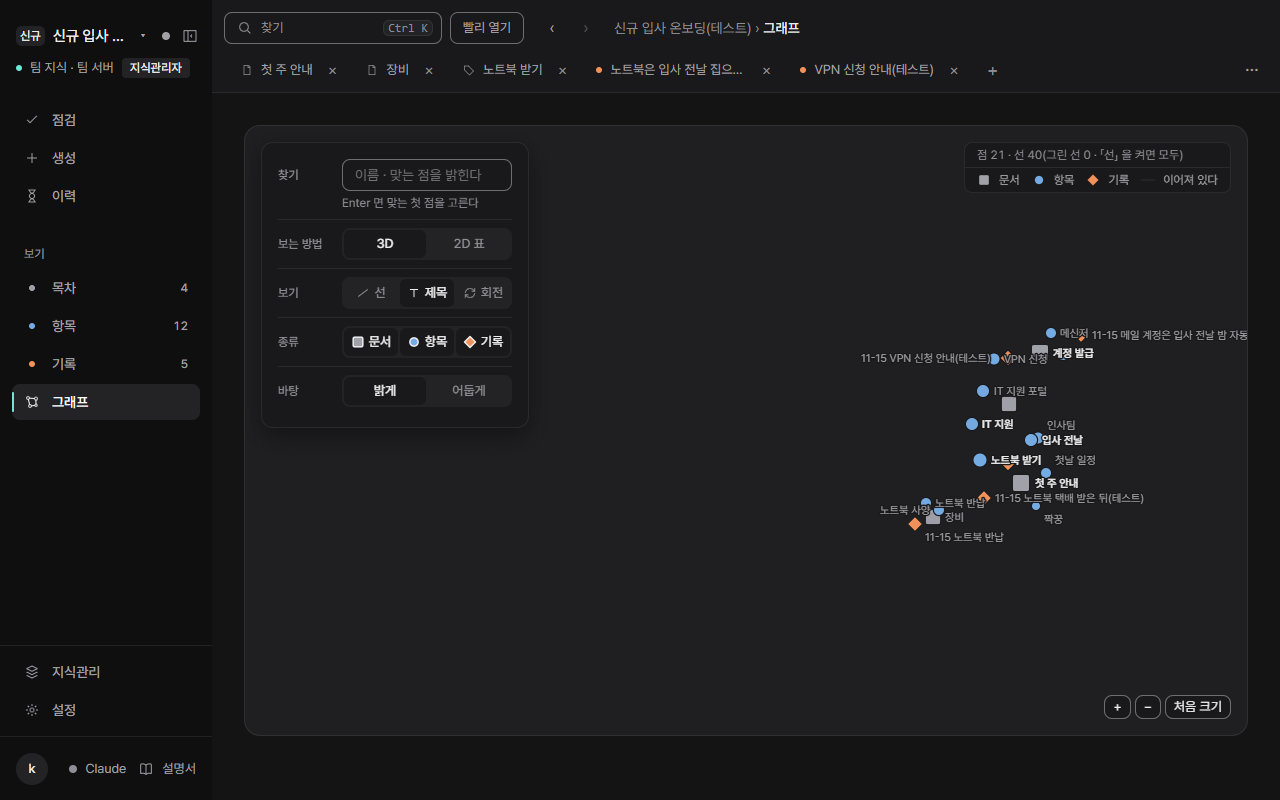 신규 신규 입사 ...
팀 지식 · 팀 서버 지식관리자
점검
생성
이력
보기
목차 4
항목 12
기록 5
그래프
지식관리
설정
k Claude 설명서
찾기 Ctrl K 빨리 열기 ‹ › 신규 입사 온보딩(테스트) › 그래프
첫 주 안내 × 장비 × 노트북 받기 × 노트북은 입사 전날 집으... × VPN 신청 안내(테스트) × + ···
찾기 이름 · 맞는 점을 밝힌다
Enter 면 맞는 첫 점을 고른다
보는 방법 3D 2D 표
보기 선 제목 회전
종류 문서 항목 기록
바탕 밝게 어둡게
점 21 · 선 40(그린 선 0 · 「선」 을 켜면 모두)
문서 항목 기록 이어져 있다
메신저 11-15 메일 계정은 입사 전날 밤 자동
계정 발급
11-15 VPN 신청 안내(테스트) VPN 신청
IT 지원 포털
IT 지원 인사팀
입사 전날
노트북 받기 첫날 일정
첫 주 안내
11-15 노트북 택배 받은 뒤(테스트)
노트북 반납
노트북 사양 장비
짝꿍
11-15 노트북 반납
+ − 처음 크기